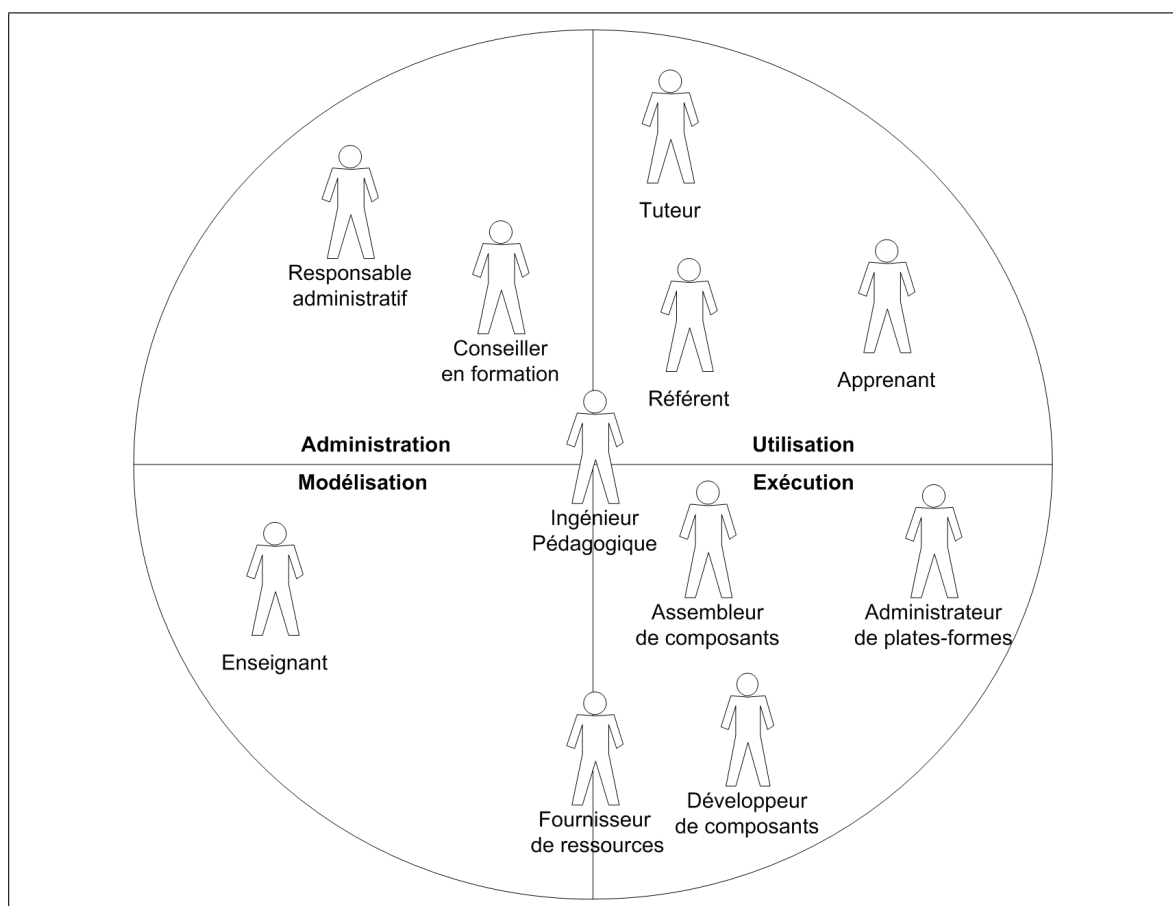 Tuteur
Responsable
administratif
Conseiller
en formation
Référent
Apprenant
Administration
Utilisation
Modélisation
Exécution
Ingénieur
Pédagogique
Enseignant
Assembleur
de composants
Administrateur
de plates-formes
Fournisseur
de ressources
Développeur
de composants